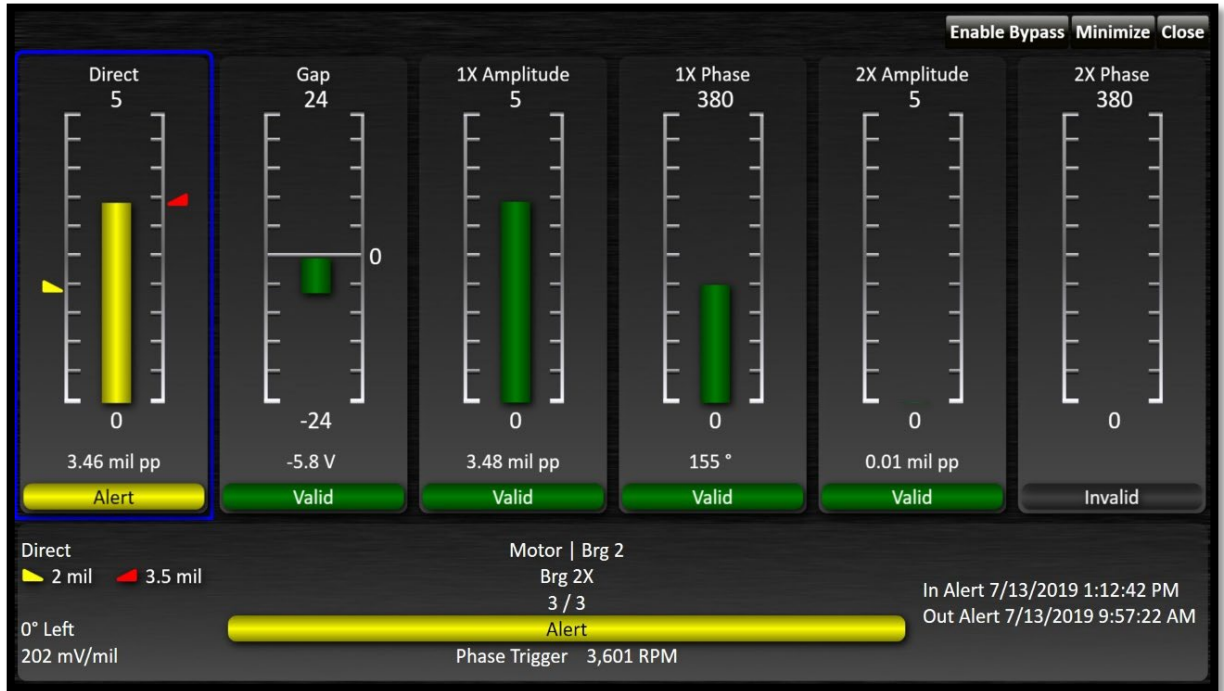 Enable Bypass Minimize Close
Direct Gap 1X Amplitude 1X Phase 2X Amplitude 2X Phase
5 24 5 380 5 380
0
0 -24 0 0 0 0
3.46 mil pp -5.8 V 3.48 mil pp 155 ° 0.01 mil pp
Alert Valid Valid Valid Valid Invalid
Direct
2 mil 3.5 mil
0° Left
202 mV/mil
Motor | Brg 2
Brg 2X
3 / 3
Alert
Phase Trigger 3,601 RPM
In Alert 7/13/2019 1:12:42 PM
Out Alert 7/13/2019 9:57:22 AM